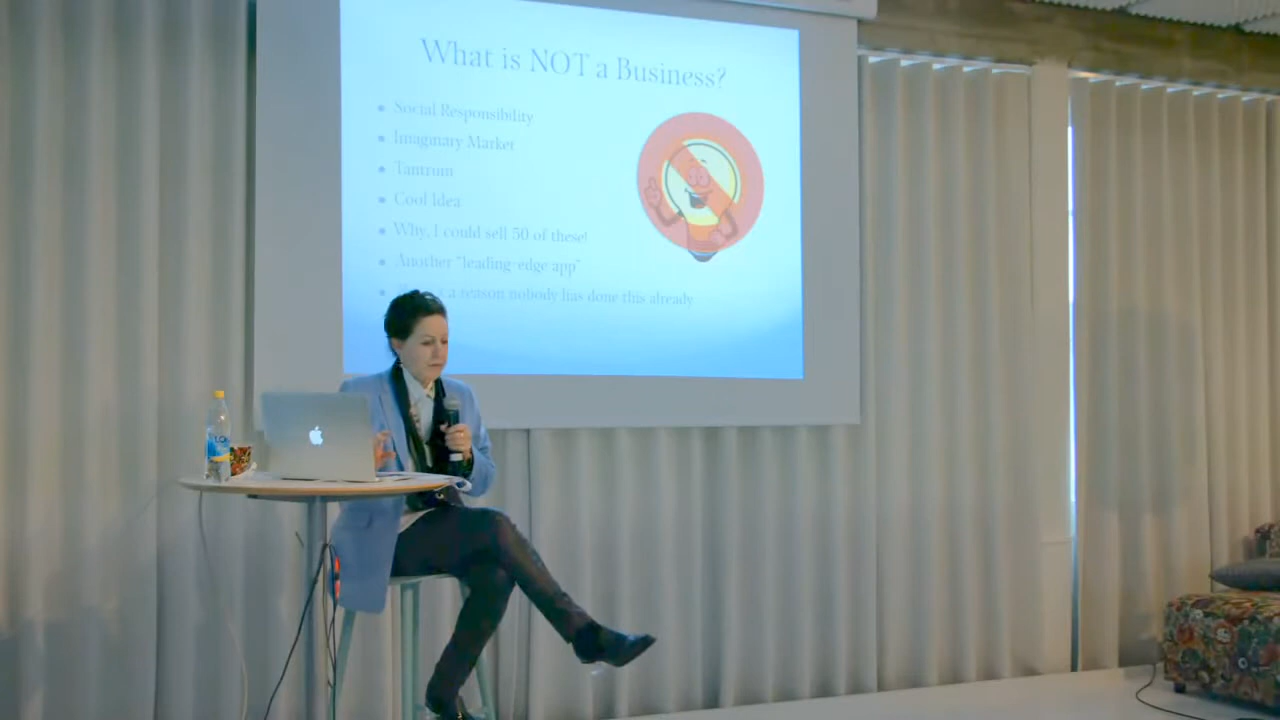 What is NOT a Business?
Social Responsibility
Imaginary Market
Tantrum
Cool Idea
Why, I could sell 50 of these!
Another "leading-edge app"
a reason nobody has done this already